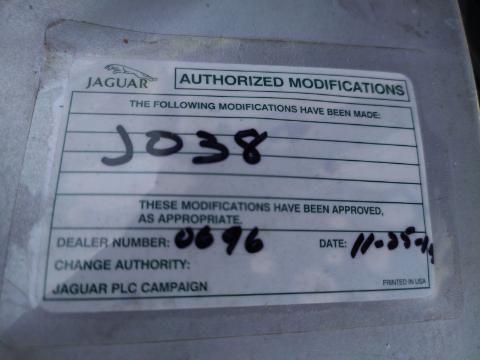 JAGUAR
AUTHORIZED MODIFICATIONS
THE FOLLOWING MODIFICATIONS HAVE BEEN MADE:
J038
THESE MODIFICATIONS HAVE BEEN APPROVED,
AS APPROPRIATE.
DEALER NUMBER: 0696 DATE:
CHANGE AUTHORITY:
JAGUAR PLC CAMPAIGN
PRINTED IN USA